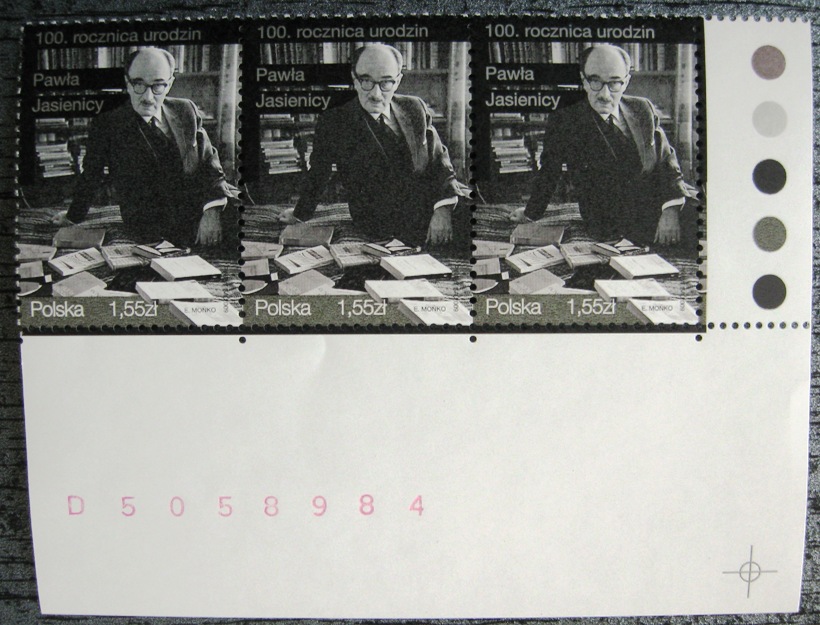 100. rocznica urodzin
Pawła
Jasienicy
Polska 1,55zł
E. MOŃKO
100. rocznica urodzin
Pawła
Jasienicy
Polska 1,55zł
E. MOŃKO
100. rocznica urodzin
Pawła
Jasienicy
Polska 1,55zł
E. MOŃKO
D 5 0 5 8 9 8 4